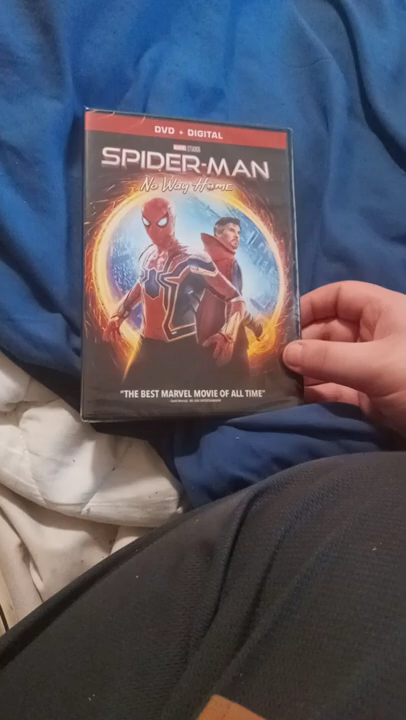 DVD + DIGITAL
MARVEL STUDIOS
SPIDER-MAN
No Way Home
"THE BEST MARVEL MOVIE OF ALL TIME"